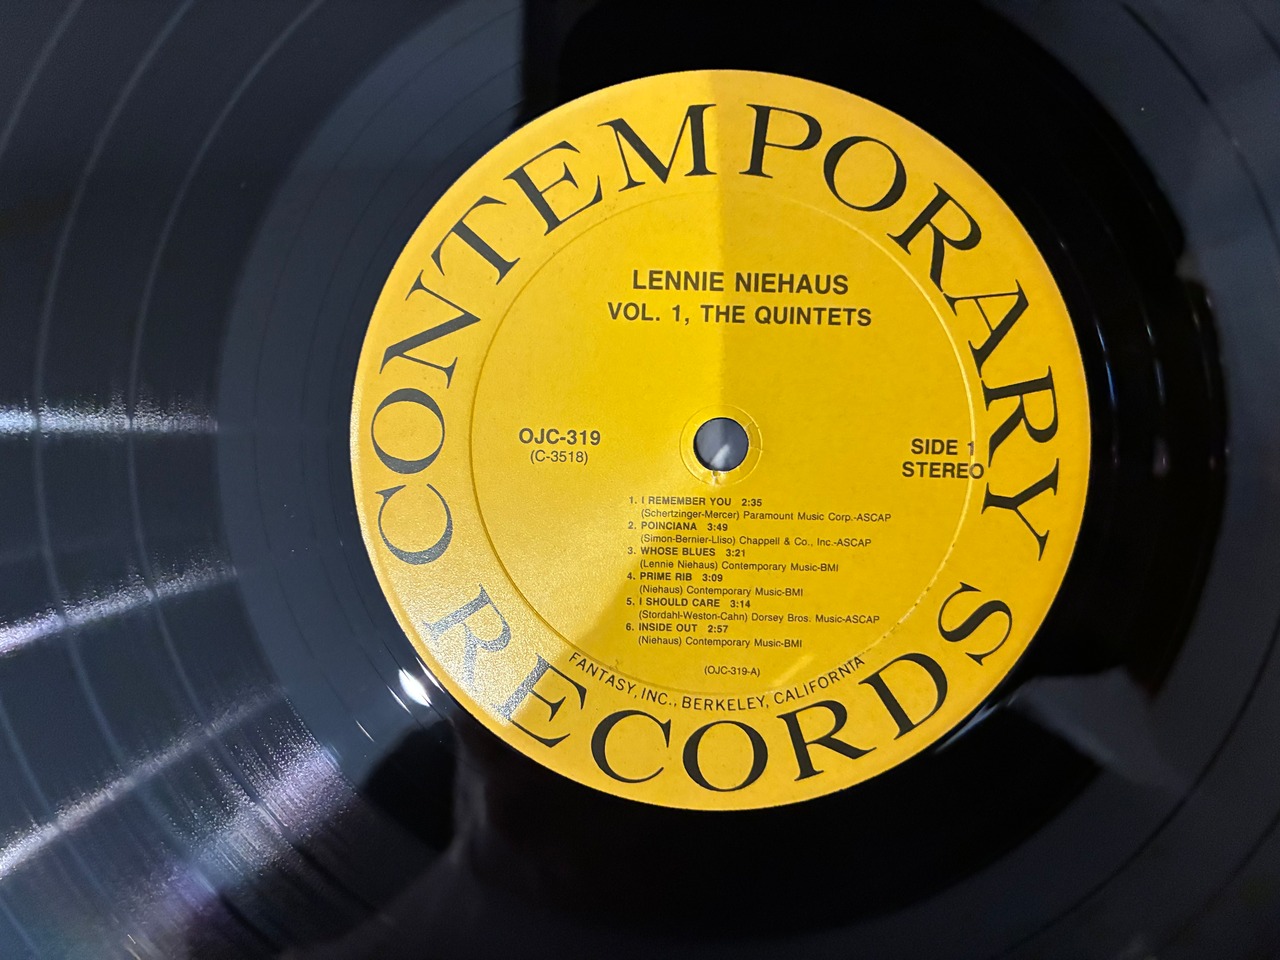 CONTEMPORARY RECORDS
LENNIE NIEHAUS
VOL. 1, THE QUINTETS
OJC-319
(C-3518)
SIDE 1
STEREO
1. I REMEMBER YOU 2:35
(Schertzinger-Mercer) Paramount Music Corp.-ASCAP
2. POINCIANA 3:49
(Simon-Bernier-Lliso) Chappell & Co., Inc.-ASCAP
3. WHOSE BLUES 3:21
(Lennie Niehaus) Contemporary Music-BMI
4. PRIME RIB 3:09
(Niehaus) Contemporary Music-BMI
5. I SHOULD CARE 3:14
(Stordahl-Weston-Cahn) Dorsey Bros. Music-ASCAP
6. INSIDE OUT 2:57
(Niehaus) Contemporary Music-BMI
(OJC-319-A)
FANTASY, INC., BERKELEY, CALIFORNIA